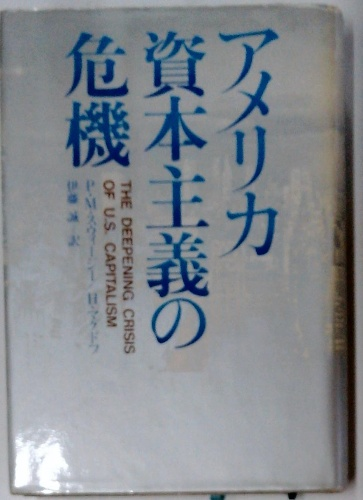 アメリカ
資本主義の
危機
THE DEEPENING CRISIS
OF U.S. CAPITALISM
P・M・スウィージー／H・マグドフ
伊藤 誠 訳